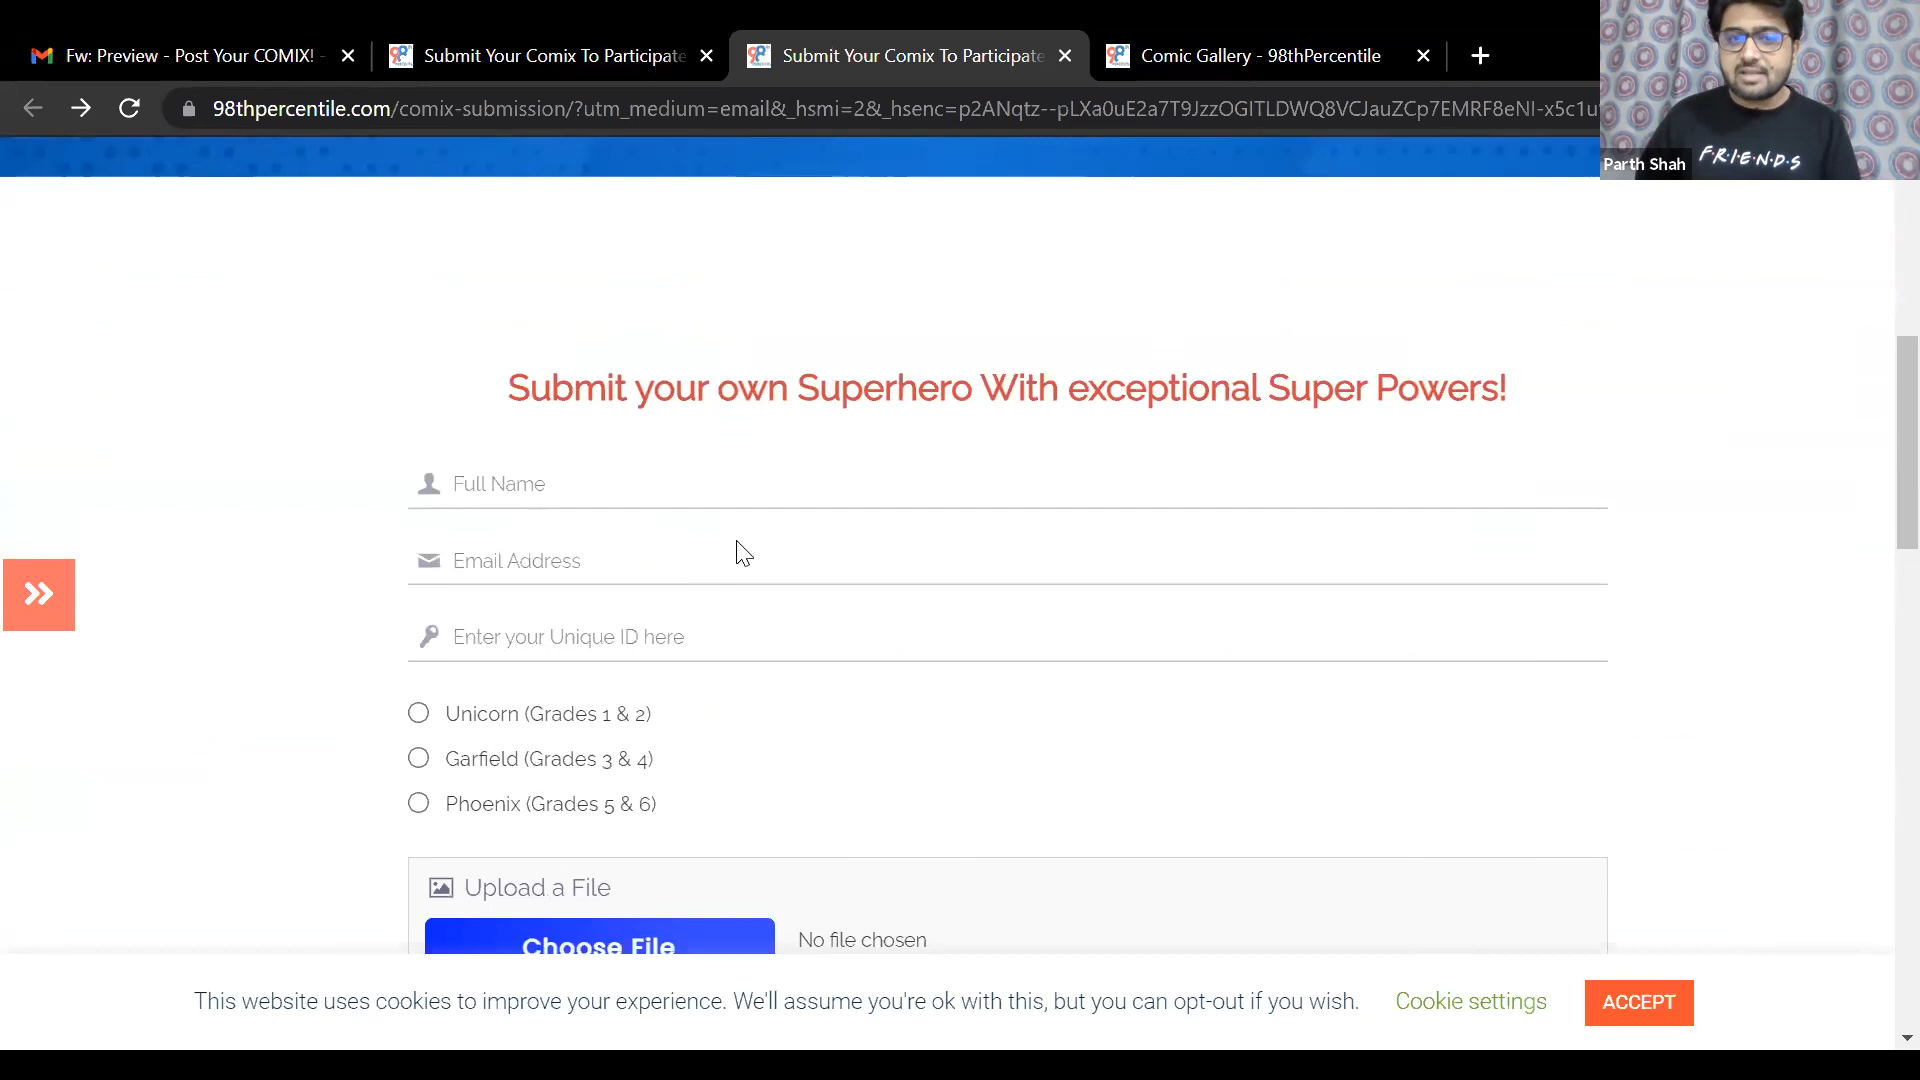 Fw: Preview - Post Your COMIX! -
Submit Your Comix To Participate
Submit Your Comix To Participate
Comic Gallery - 98thPercentile
98thpercentile.com/comix-submission/?utm_medium=email&_hsmi=2&_hsenc=p2ANqtz--pLXa0uE2a7T9JzzOGITLDWQ8VCJauZCp7EMRF8eNI-x5c1u
F·R·I·E·N·D·S
Parth Shah
Submit your own Superhero With exceptional Super Powers!
Full Name
Email Address
Enter your Unique ID here
Unicorn (Grades 1 & 2)
Garfield (Grades 3 & 4)
Phoenix (Grades 5 & 6)
Upload a File
Choose File
No file chosen
This website uses cookies to improve your experience. We'll assume you're ok with this, but you can opt-out if you wish.
Cookie settings
ACCEPT